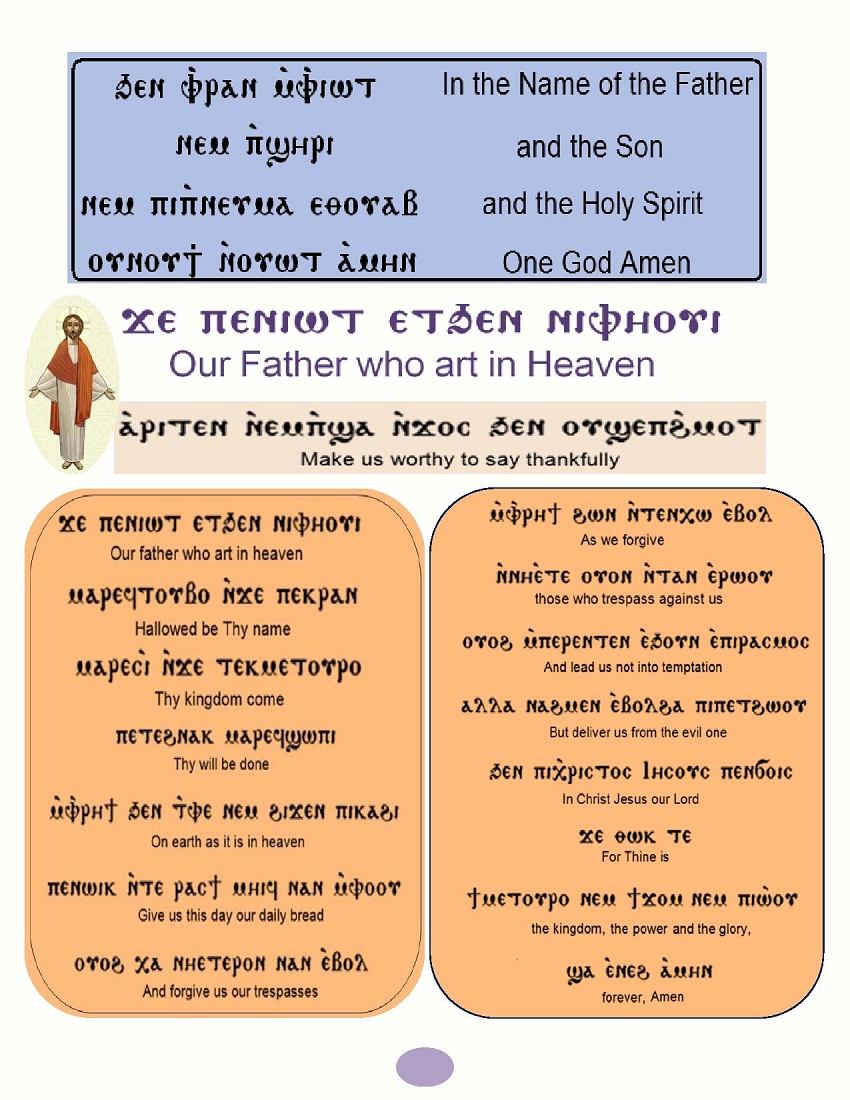 ϧⲉⲛ ⲫ̀ⲣⲁⲛ ⲙ̀ⲫ̀ⲓⲱⲧ
In the Name of the Father
ⲛⲉⲙ ⲡ̀ϣⲏⲣⲓ
and the Son
ⲛⲉⲙ ⲡⲓⲡ̀ⲛⲉⲩⲙⲁ ⲉⲑⲟⲩⲁⲃ
and the Holy Spirit
ⲟⲩⲛⲟⲩϯ ⲛ̀ⲟⲩⲱⲧ ⲁ̀ⲙⲏⲛ
One God Amen
ϫⲉ ⲡⲉⲛⲓⲱⲧ ⲉⲧϧⲉⲛ ⲛⲓⲫⲏⲟⲩⲓ
Our Father who art in Heaven
ⲁ̀ⲣⲓⲧⲉⲛ ⲛ̀ⲉⲙⲡ̀ϣⲁ ⲛ̀ϫⲟⲥ ϧⲉⲛ ⲟⲩϣⲉⲡϩ̀ⲙⲟⲧ
Make us worthy to say thankfully
ϫⲉ ⲡⲉⲛⲓⲱⲧ ⲉⲧϧⲉⲛ ⲛⲓⲫⲏⲟⲩⲓ
Our father who art in heaven
ⲙⲁⲣⲉϥⲧⲟⲩⲃⲟ ⲛ̀ϫⲉ ⲡⲉⲕⲣⲁⲛ
Hallowed be Thy name
ⲙⲁⲣⲉⲥⲓ̀ ⲛ̀ϫⲉ ⲧⲉⲕⲙⲉⲧⲟⲩⲣⲟ
Thy kingdom come
ⲡⲉⲧⲉϩⲛⲁⲕ ⲙⲁⲣⲉϥϣⲱⲡⲓ
Thy will be done
ⲙ̀ⲫ̀ⲣⲏϯ ϧⲉⲛ ⲧ̀ⲫⲉ ⲛⲉⲙ ϩⲓϫⲉⲛ ⲡⲓⲕⲁϩⲓ
On earth as it is in heaven
ⲡⲉⲛⲱⲓⲕ ⲛ̀ⲧⲉ ⲣⲁⲥϯ ⲙⲏⲓϥ ⲛⲁⲛ ⲙ̀ⲫⲟⲟⲩ
Give us this day our daily bread
ⲟⲩⲟϩ ⲭⲁ ⲛⲏⲉⲧⲉⲣⲟⲛ ⲛⲁⲛ ⲉ̀ⲃⲟⲗ
And forgive us our trespasses
ⲙ̀ⲫ̀ⲣⲏϯ ϩⲱⲛ ⲛ̀ⲧⲉⲛⲭⲱ ⲉ̀ⲃⲟⲗ
As we forgive
ⲛ̀ⲛⲏⲉ̀ⲧⲉ ⲟⲩⲟⲛ ⲛ̀ⲧⲁⲛ ⲉ̀ⲣⲱⲟⲩ
those who trespass against us
ⲟⲩⲟϩ ⲙ̀ⲡⲉⲣⲉⲛⲧⲉⲛ ⲉ̀ϧⲟⲩⲛ ⲉ̀ⲡⲓⲣⲁⲥⲙⲟⲥ
And lead us not into temptation
ⲁⲗⲗⲁ ⲛⲁϩⲙⲉⲛ ⲉ̀ⲃⲟⲗϩⲁ ⲡⲓⲡⲉⲧϩⲱⲟⲩ
But deliver us from the evil one
ϧⲉⲛ ⲡⲓⲭ̀ⲣⲓⲥⲧⲟⲥ Ⲓⲏⲥⲟⲩⲥ ⲡⲉⲛϭⲟⲓⲥ
In Christ Jesus our Lord
ϫⲉ ⲑⲱⲕ ⲧⲉ
For Thine is
ϯⲙⲉⲧⲟⲩⲣⲟ ⲛⲉⲙ ϯϫⲟⲙ ⲛⲉⲙ ⲡⲓⲱ̀ⲟⲩ
the kingdom, the power and the glory,
ϣⲁ ⲉ̀ⲛⲉϩ ⲁ̀ⲙⲏⲛ
forever, Amen